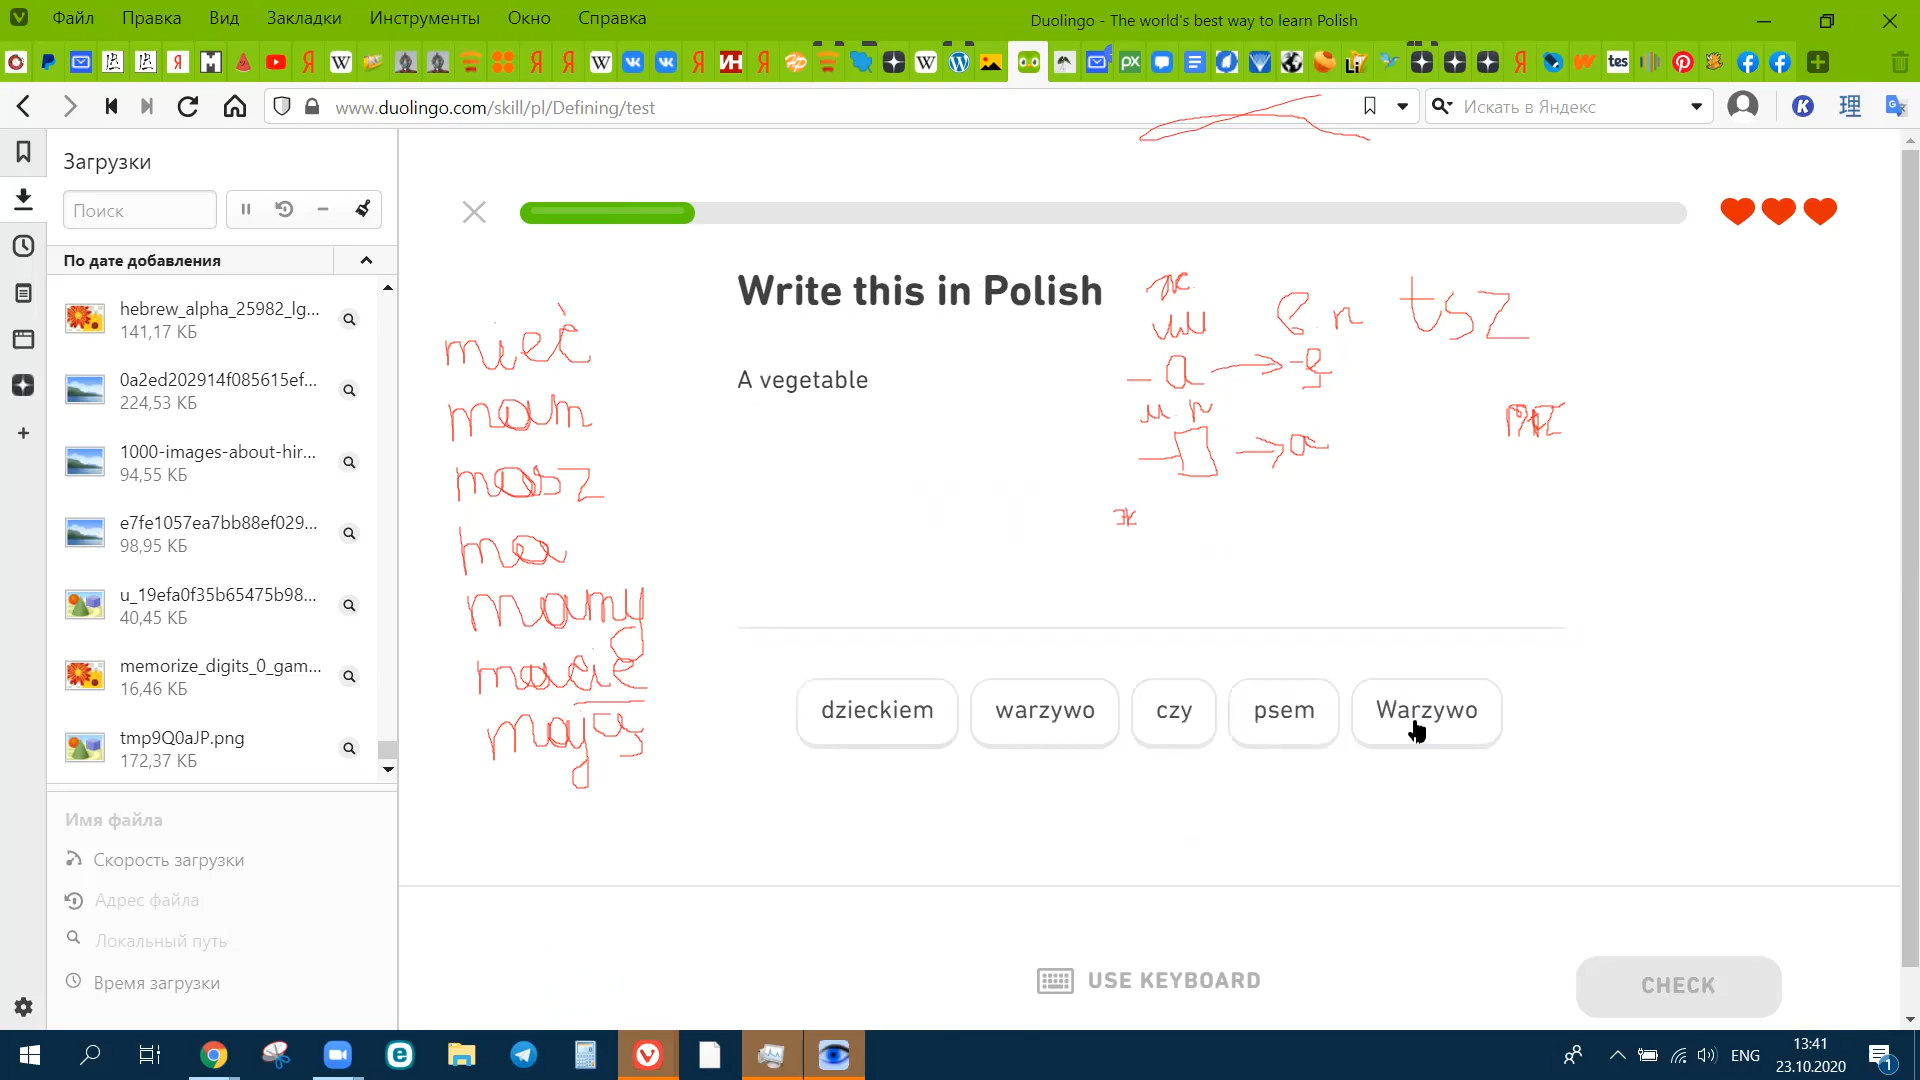 Файл Правка Вид Закладки Инструменты Окно Справка
Duolingo - The world's best way to learn Polish
www.duolingo.com/skill/pl/Defining/test
Искать в Яндекс
Загрузки
Поиск
По дате добавления
hebrew_alpha_25982_lg...
141,17 КБ
0a2ed202914f085615ef...
224,53 КБ
1000-images-about-hir...
94,55 КБ
e7fe1057ea7bb88ef029...
98,95 КБ
u_19efa0f35b65475b98...
40,45 КБ
memorize_digits_0_gam...
16,46 КБ
tmp9Q0aJP.png
172,37 КБ
Имя файла
Скорость загрузки
Адрес файла
Локальный путь
Время загрузки
Write this in Polish
A vegetable
mieć
mam
masz
ma
mamy
macie
mają
ж
tsz
-a → -ę
→ a
ж
dzieckiem
warzywo
czy
psem
Warzywo
USE KEYBOARD
CHECK
ENG
13:41
23.10.2020
1